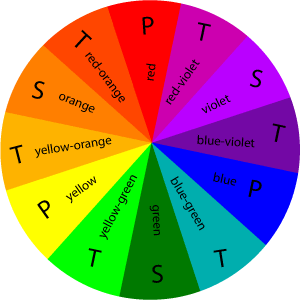 P
red
T
red-violet
S
violet
T
blue-violet
P
blue
T
blue-green
S
green
T
yellow-green
P
yellow
T
yellow-orange
S
orange
T
red-orange